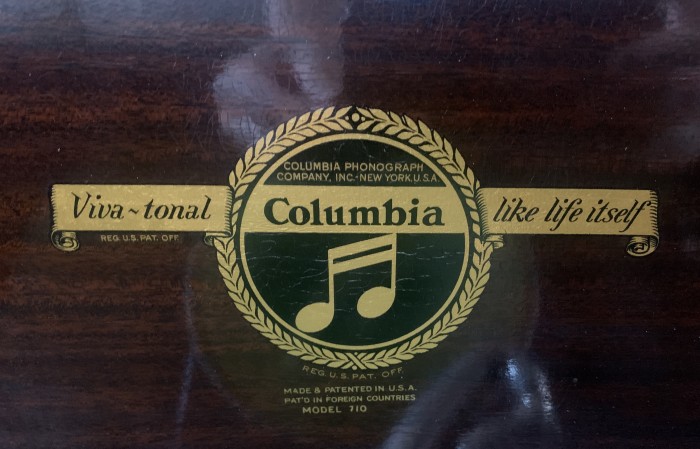 COLUMBIA PHONOGRAPH
COMPANY, INC.-NEW YORK, U.S.A.
Viva~tonal Columbia like life itself
REG. U.S. PAT. OFF.
REG. U.S. PAT. OFF.
MADE & PATENTED IN U.S.A.
PAT'D IN FOREIGN COUNTRIES
MODEL 710